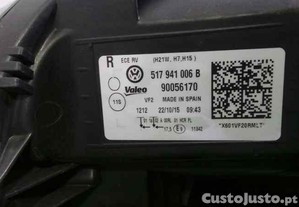 R ECE RV (H21W, H7,H15)
517 941 006 B
Valeo 90056170
115 VF2 MADE IN SPAIN
1212 22/10/15 09:43
CustoJusto.pt